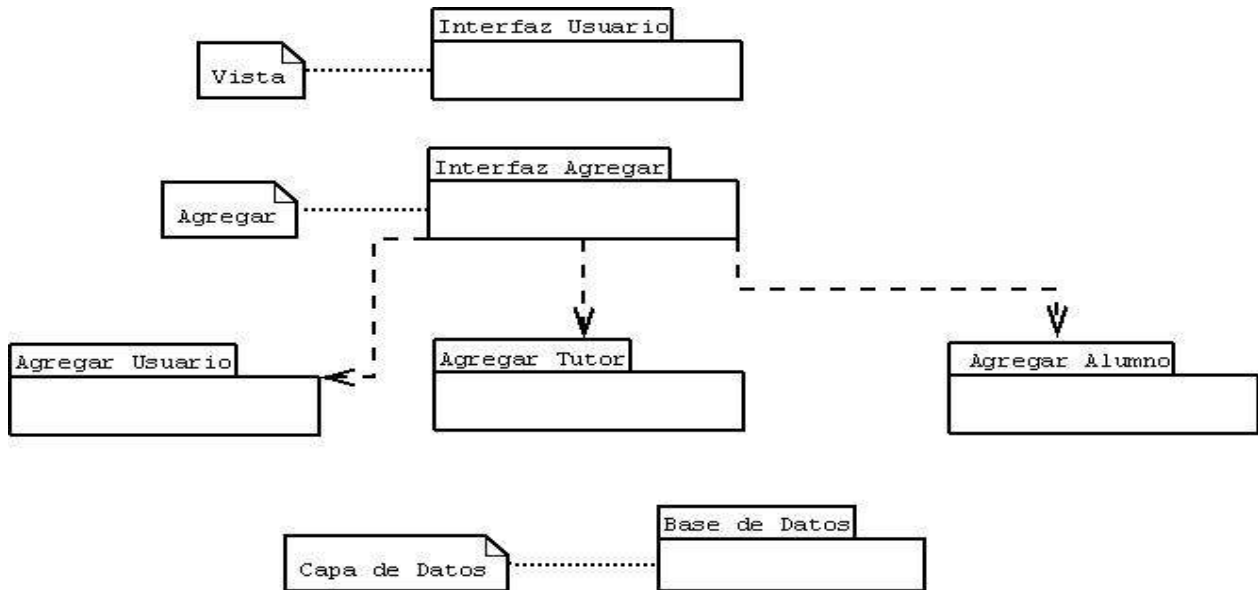 Interfaz Usuario
Vista
Interfaz Agregar
Agregar
Agregar Usuario
Agregar Tutor
Agregar Alumno
Base de Datos
Capa de Datos